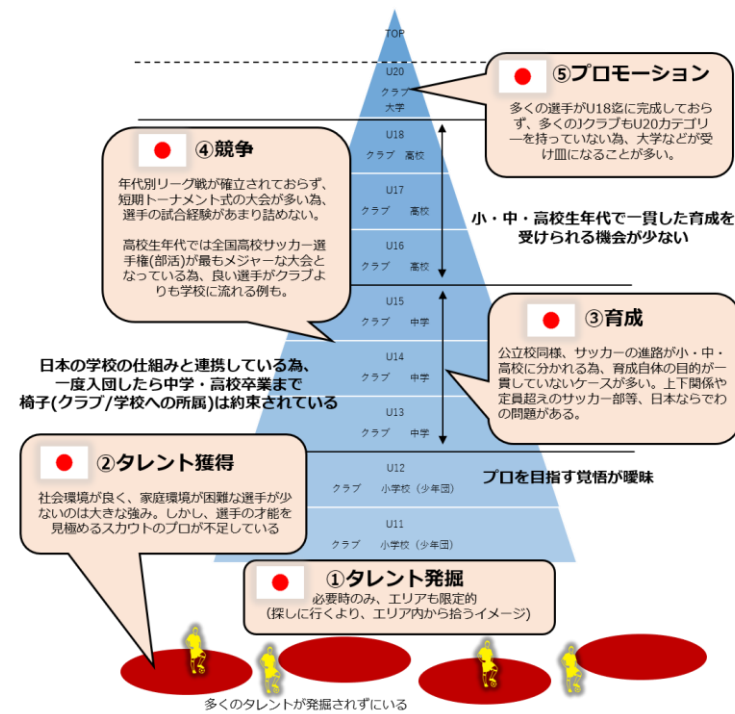 TOP
U20
クラブ
大学
⑤プロモーション
多くの選手がU18迄に完成しておら
ず、多くのJクラブもU20カテゴリ
ーを持っていない為、大学などが受
け皿になることが多い。
④競争
年代別リーグ戦が確立されておらず、
短期トーナメント式の大会が多い為、
選手の試合経験があまり詰めない。
高校生年代では全国高校サッカー選
手権(部活)が最もメジャーな大会と
なっている為、良い選手がクラブよ
りも学校に流れる例も。
U18
クラブ 高校
U17
クラブ 高校
U16
クラブ 高校
小・中・高校生年代で一貫した育成を
受けられる機会が少ない
U15
クラブ 中学
U14
クラブ 中学
U13
クラブ 中学
③育成
公立校同様、サッカーの進路が小・中・
高校に分かれる為、育成自体の目的が一
貫していないケースが多い。上下関係や
定員超えのサッカー部等、日本ならでわ
の問題がある。
日本の学校の仕組みと連携している為、
一度入団したら中学・高校卒業まで
椅子(クラブ/学校への所属)は約束されている
②タレント獲得
社会環境が良く、家庭環境が困難な選手が少
ないのは大きな強み。しかし、選手の才能を
見極めるスカウトのプロが不足している
U12
クラブ 小学校（少年団）
U11
クラブ 小学校（少年団）
プロを目指す覚悟が曖昧
①タレント発掘
必要時のみ、エリアも限定的
（探しに行くより、エリア内から拾うイメージ)
多くのタレントが発掘されずにいる